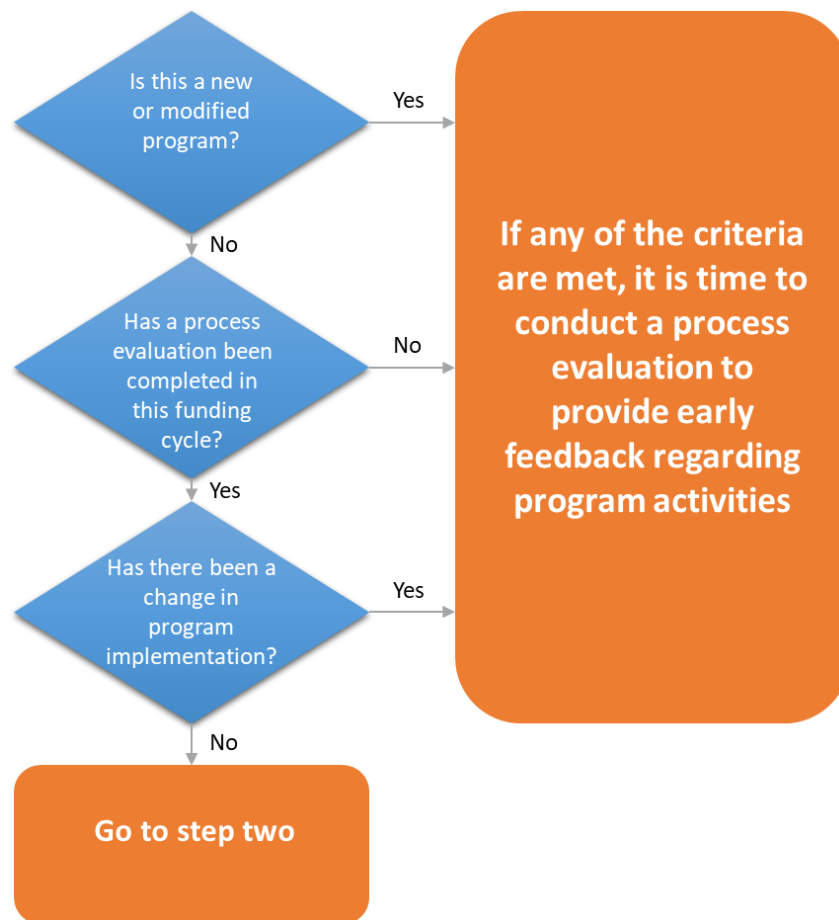 Is this a new
or modified
program?
Yes
No
Has a process
evaluation been
completed in
this funding
cycle?
No
Yes
Has there been a
change in
program
implementation?
Yes
No
Go to step two
If any of the criteria
are met, it is time to
conduct a process
evaluation to
provide early
feedback regarding
program activities